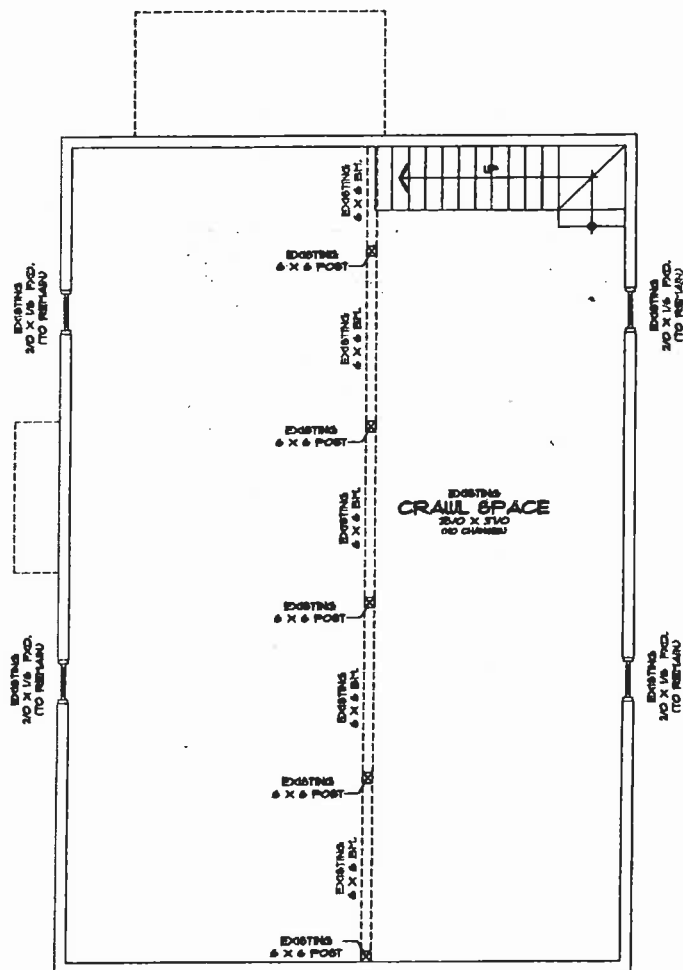 EXISTING
6 X 6 BM.
UP
EXISTING
6 X 6 POST
EXISTING
2/0 X 1/6 FXD.
(TO REMAIN)
EXISTING
6 X 6 BM.
EXISTING
2/0 X 1/6 FXD.
(TO REMAIN)
EXISTING
6 X 6 POST
EXISTING
6 X 6 BM.
EXISTING
CRAWL SPACE
(NO CHANGES)
EXISTING
6 X 6 POST
EXISTING
2/0 X 1/6 FXD.
(TO REMAIN)
EXISTING
6 X 6 BM.
EXISTING
2/0 X 1/6 FXD.
(TO REMAIN)
EXISTING
6 X 6 POST
EXISTING
6 X 6 BM.
EXISTING
6 X 6 POST